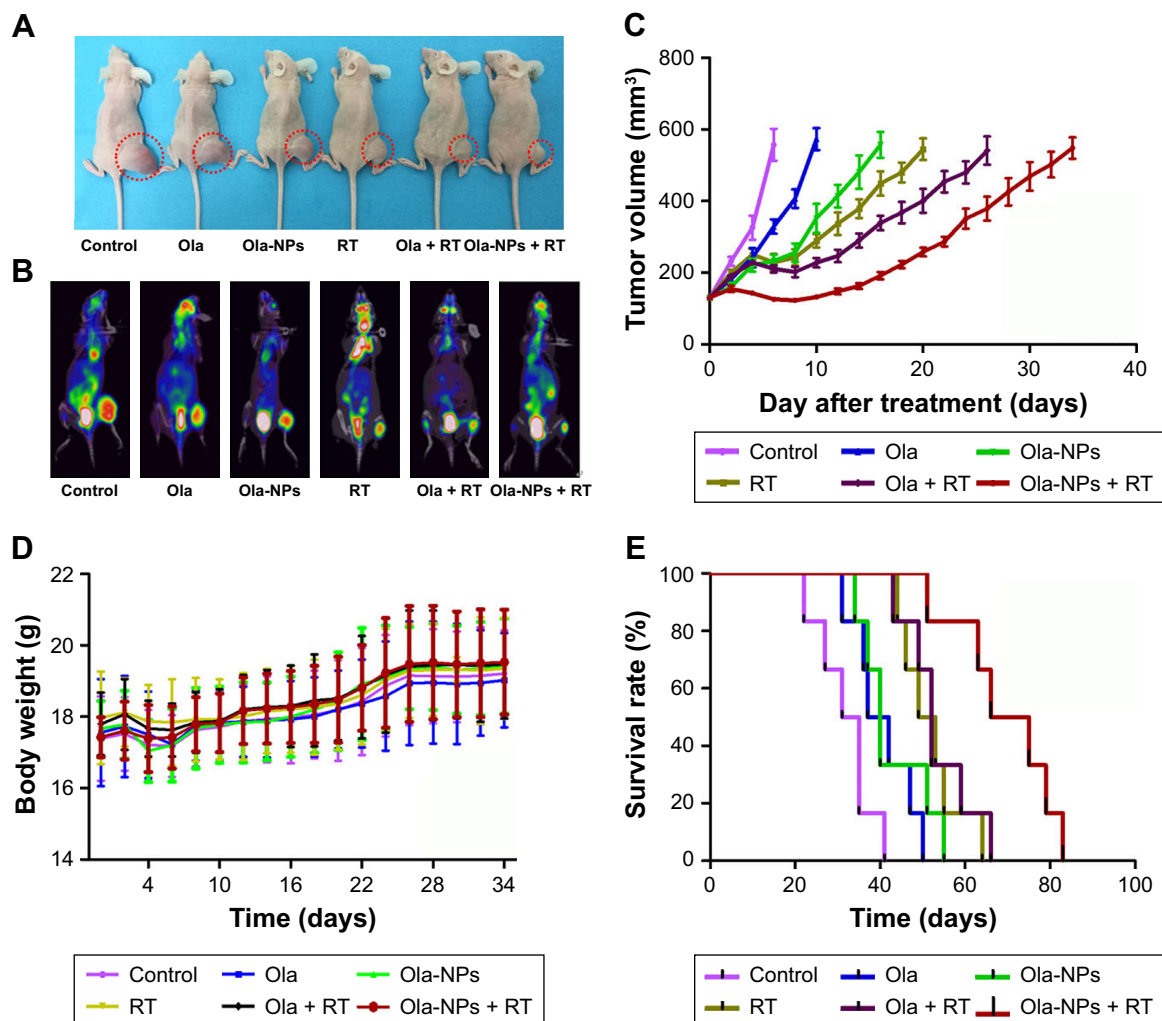 A
Control Ola Ola-NPs RT Ola + RT Ola-NPs + RT
B
Control Ola Ola-NPs RT Ola + RT Ola-NPs + RT
C
Tumor volume (mm³)
800
600
400
200
0
0 10 20 30 40
Day after treatment (days)
Control Ola Ola-NPs
RT Ola + RT Ola-NPs + RT
D
Body weight (g)
22
20
18
16
14
4 10 16 22 28 34
Time (days)
Control Ola Ola-NPs
RT Ola + RT Ola-NPs + RT
E
Survival rate (%)
100
80
60
40
20
0
0 20 40 60 80 100
Time (days)
Control Ola Ola-NPs
RT Ola + RT Ola-NPs + RT